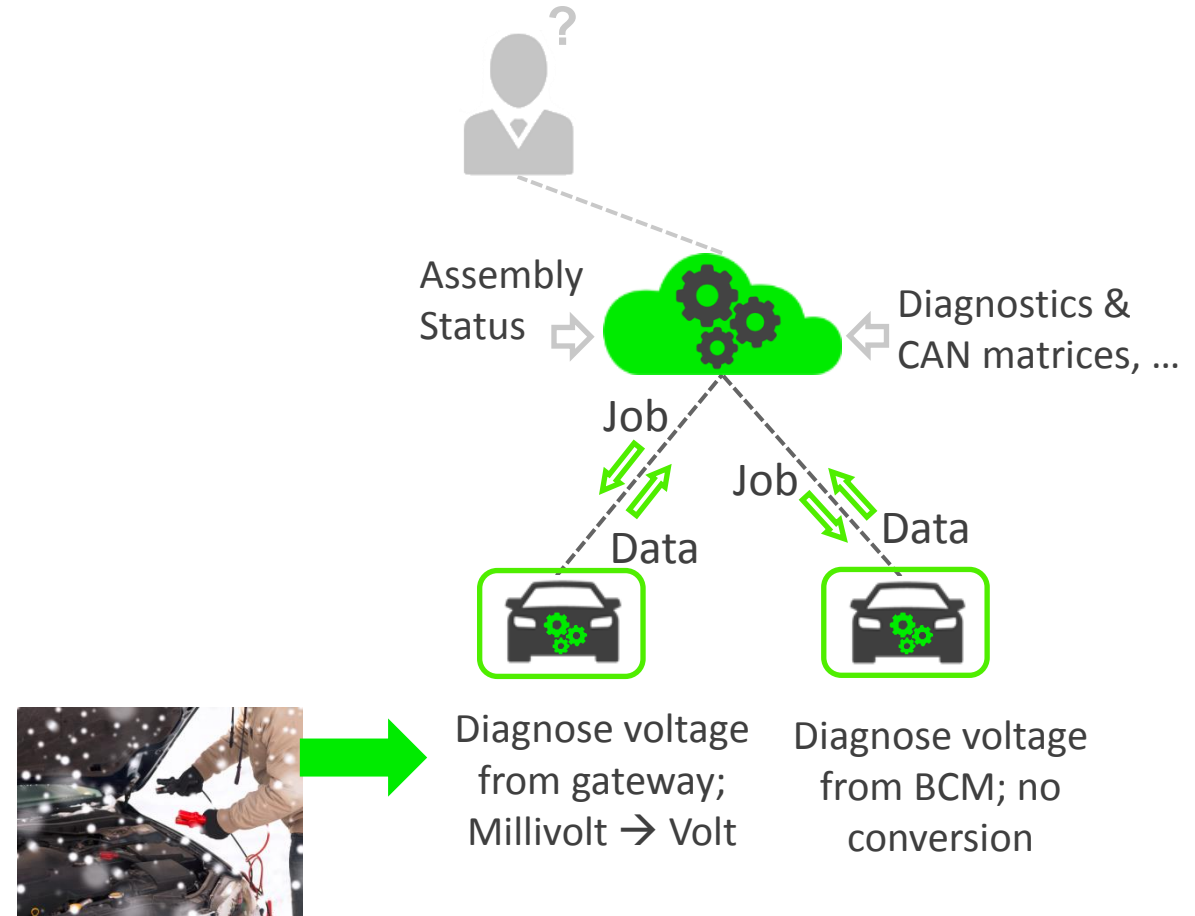 ?
Assembly
Status
Diagnostics &
CAN matrices, ...
Job
Data
Job
Data
Diagnose voltage
from gateway;
Millivolt → Volt
Diagnose voltage
from BCM; no
conversion